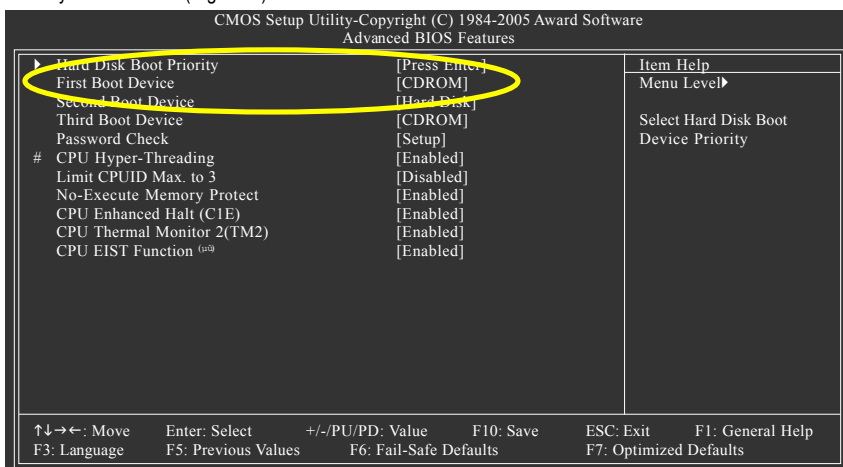 CMOS Setup Utility-Copyright (C) 1984-2005 Award Software
Advanced BIOS Features
Hard Disk Boot Priority [Press Enter]
First Boot Device [CDROM]
Second Boot Device [Hard Disk]
Third Boot Device [CDROM]
Password Check [Setup]
# CPU Hyper-Threading [Enabled]
Limit CPUID Max. to 3 [Disabled]
No-Execute Memory Protect [Enabled]
CPU Enhanced Halt (C1E) [Enabled]
CPU Thermal Monitor 2(TM2) [Enabled]
CPU EIST Function [Enabled]
Item Help
Menu Level▶
Select Hard Disk Boot
Device Priority
↑↓→←: Move Enter: Select +/-/PU/PD: Value F10: Save ESC: Exit F1: General Help
F3: Language F5: Previous Values F6: Fail-Safe Defaults F7: Optimized Defaults